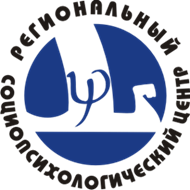 РЕГИОНАЛЬНЫЙ
СОЦИОПСИХОЛОГИЧЕСКИЙ ЦЕНТР
ψ